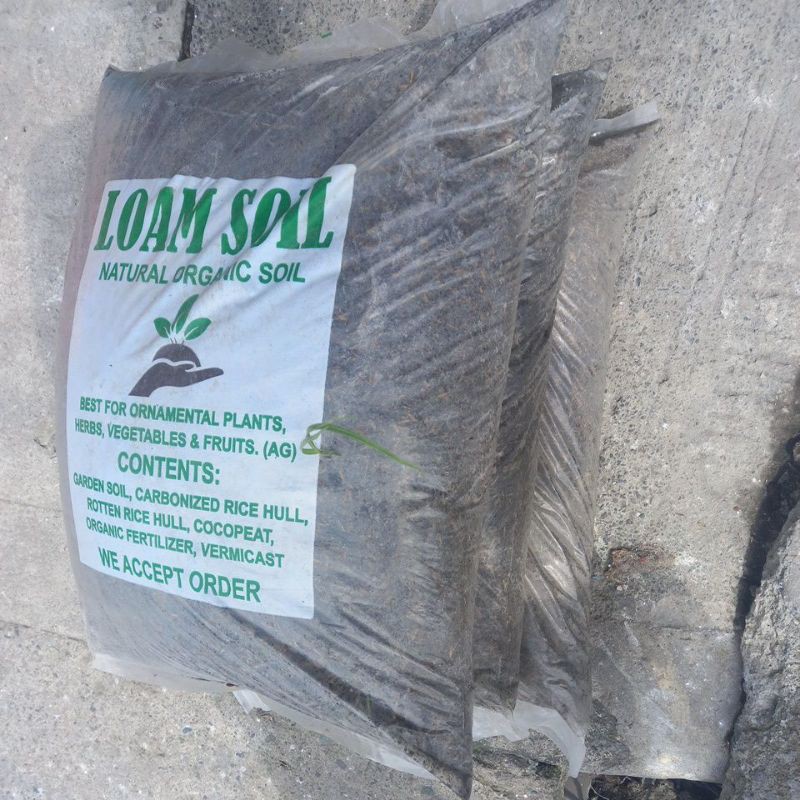 LOAM SOIL
NATURAL ORGANIC SOIL
BEST FOR ORNAMENTAL PLANTS,
HERBS, VEGETABLES & FRUITS. (AG)
CONTENTS:
GARDEN SOIL, CARBONIZED RICE HULL,
ROTTEN RICE HULL, COCOPEAT,
ORGANIC FERTILIZER, VERMICAST
WE ACCEPT ORDER